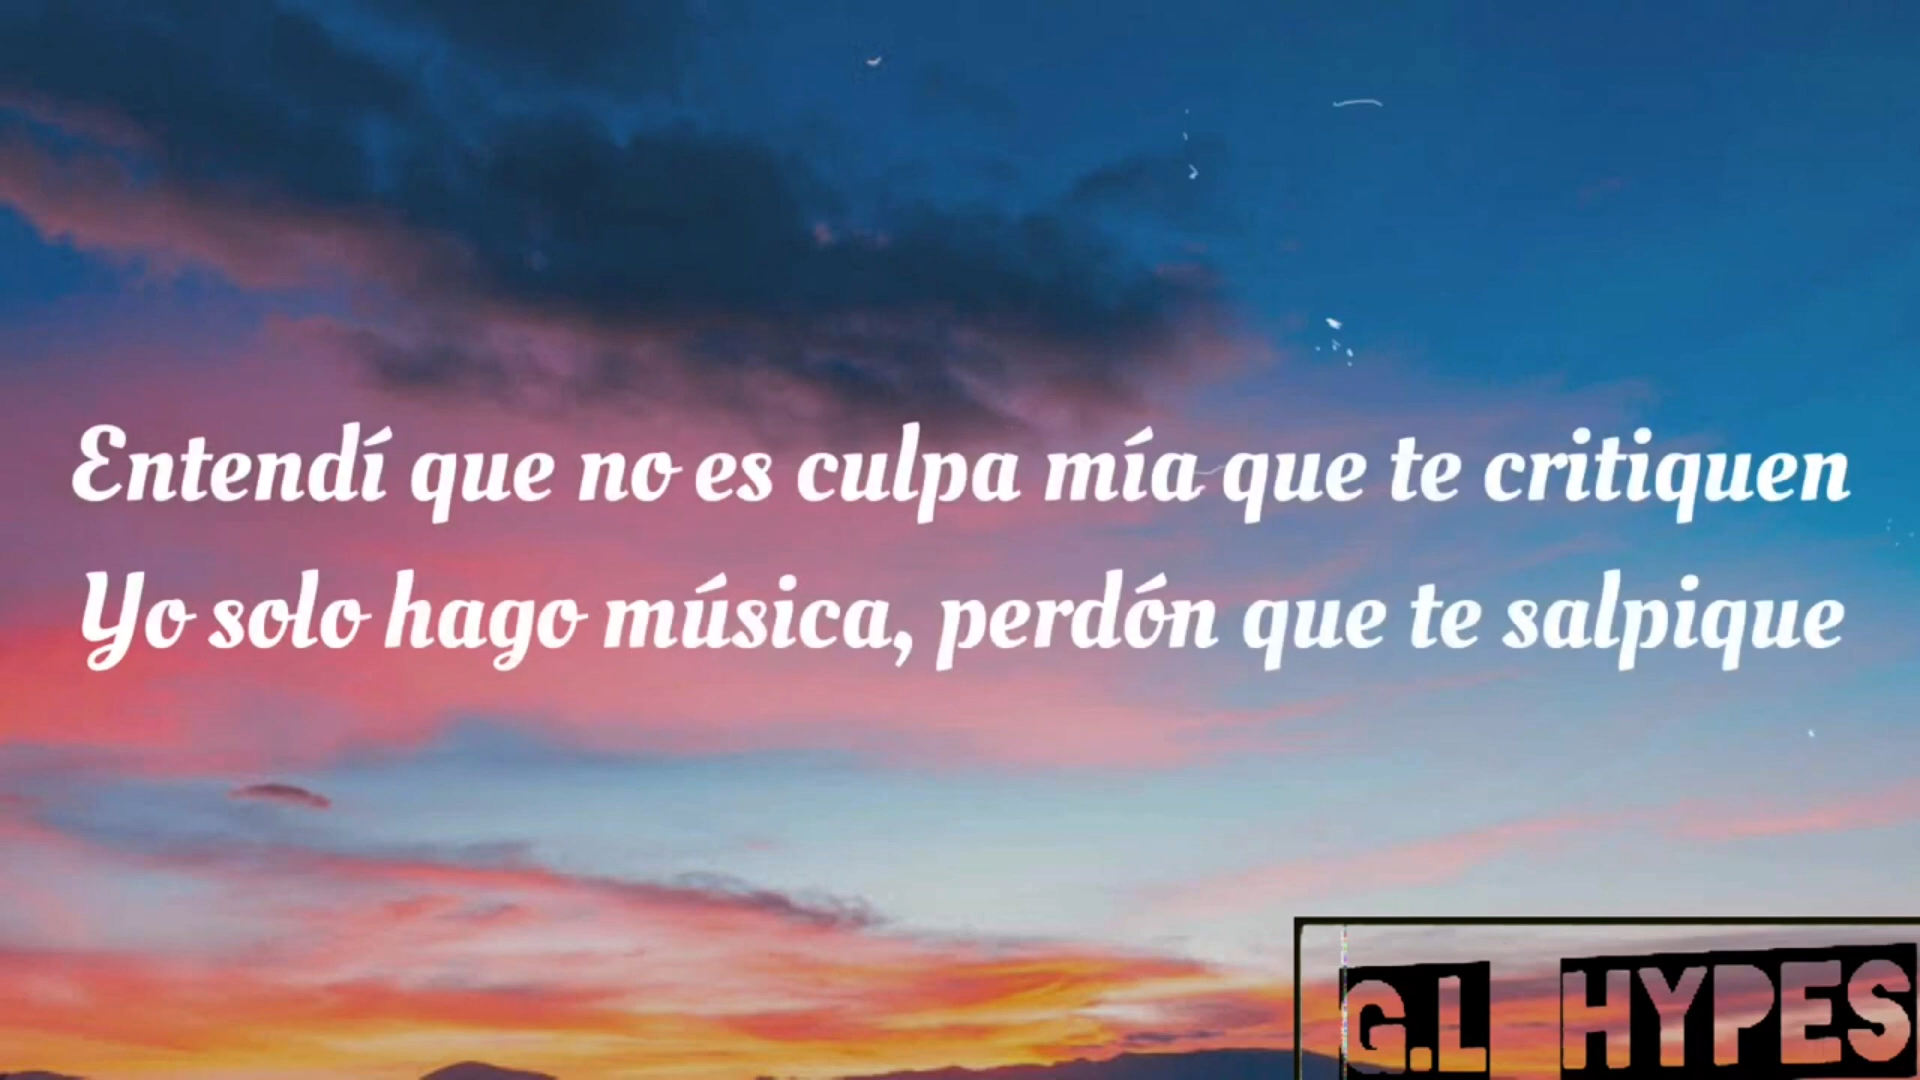 Entendí que no es culpa mía que te critiquen
Yo solo hago música, perdón que te salpique
G.L HYPES